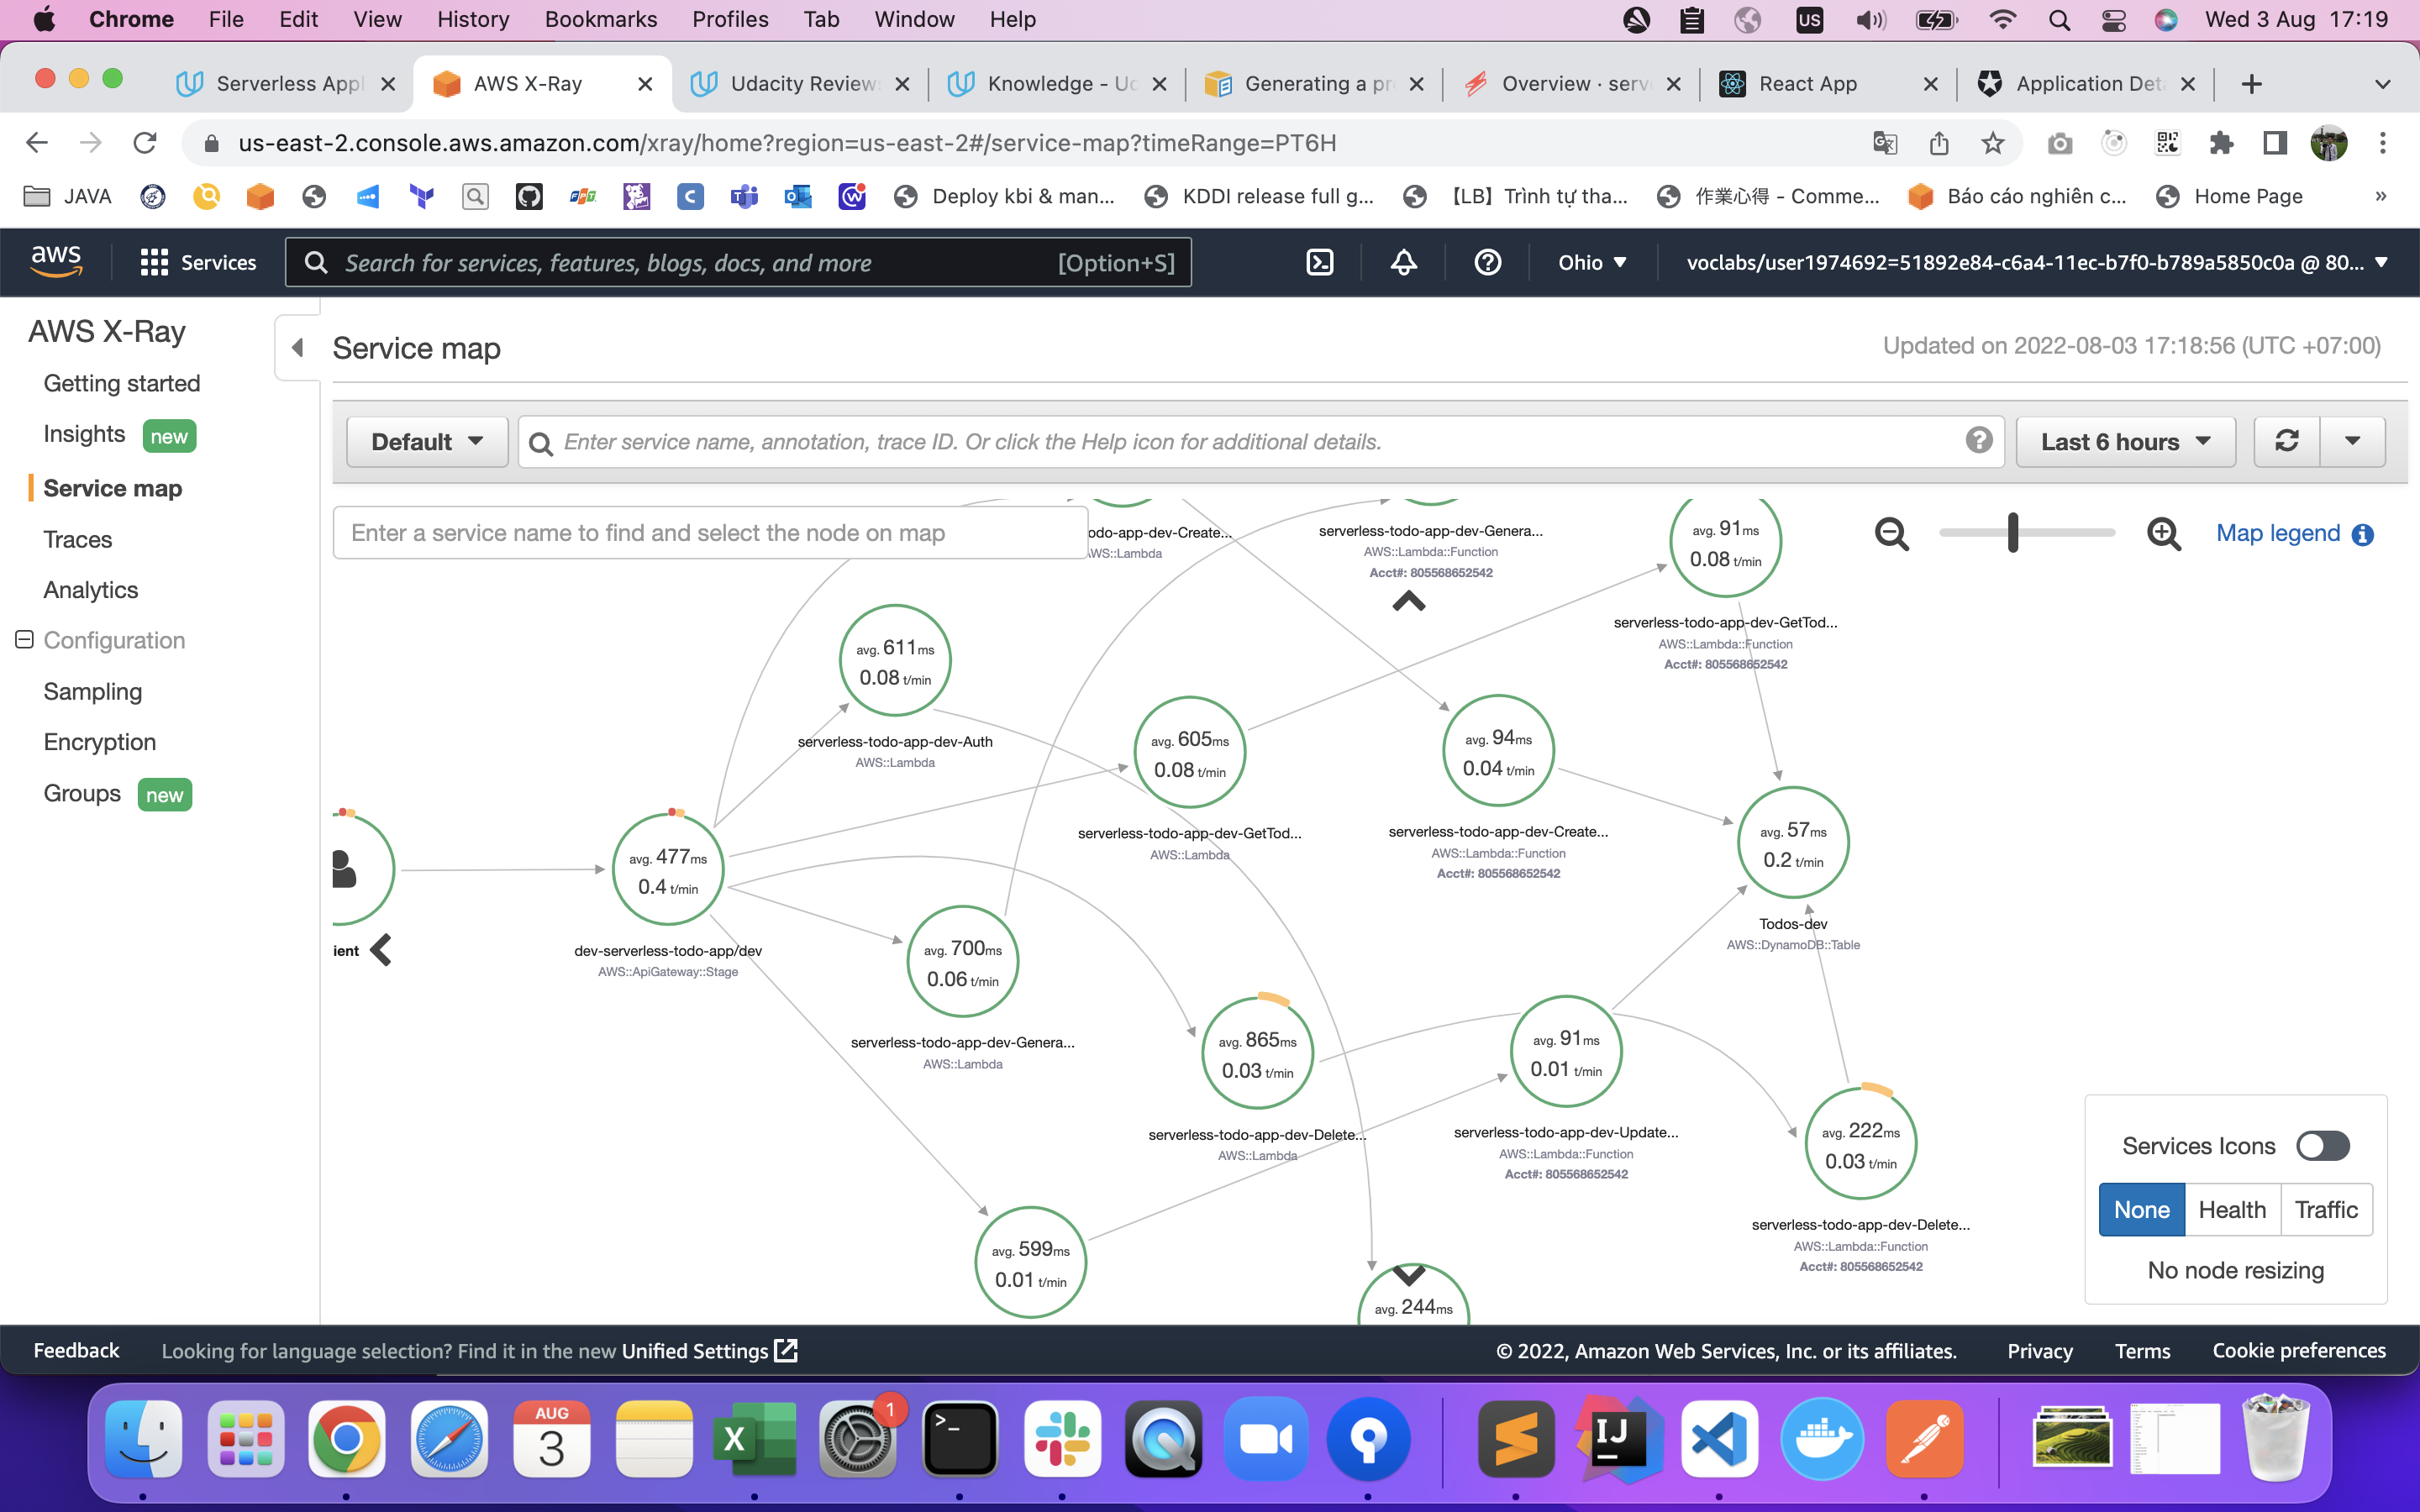 Chrome File Edit View History Bookmarks Profiles Tab Window Help US Wed 3 Aug 17:19
Serverless Appl AWS X-Ray Udacity Review Knowledge - Uc Generating a pr Overview · serv React App Application Det
us-east-2.console.aws.amazon.com/xray/home?region=us-east-2#/service-map?timeRange=PT6H
JAVA Deploy kbi & man... KDDI release full g... 【LB】Trình tự tha... 作業心得 - Comme... Báo cáo nghiên c... Home Page »
aws Services Search for services, features, blogs, docs, and more [Option+S] Ohio voclabs/user1974692=51892e84-c6a4-11ec-b7f0-b789a5850c0a @ 80...
AWS X-Ray
Getting started
Insights new
Service map
Traces
Analytics
Configuration
Sampling
Encryption
Groups new
Service map
Updated on 2022-08-03 17:18:56 (UTC +07:00)
Default Enter service name, annotation, trace ID. Or click the Help icon for additional details. Last 6 hours
Enter a service name to find and select the node on map
Map legend
odo-app-dev-Create...
WS::Lambda
serverless-todo-app-dev-Genera...
AWS::Lambda::Function
Acct#: 805568652542
avg. 91ms
0.08 t/min
serverless-todo-app-dev-GetTod...
AWS::Lambda::Function
Acct#: 805568652542
avg. 611ms
0.08 t/min
serverless-todo-app-dev-Auth
AWS::Lambda
avg. 605ms
0.08 t/min
serverless-todo-app-dev-GetTod...
AWS::Lambda
avg. 94ms
0.04 t/min
serverless-todo-app-dev-Create...
AWS::Lambda::Function
Acct#: 805568652542
avg. 57ms
0.2 t/min
Todos-dev
AWS::DynamoDB::Table
ient
avg. 477ms
0.4 t/min
dev-serverless-todo-app/dev
AWS::ApiGateway::Stage
avg. 700ms
0.06 t/min
serverless-todo-app-dev-Genera...
AWS::Lambda
avg. 865ms
0.03 t/min
serverless-todo-app-dev-Delete...
AWS::Lambda
avg. 91ms
0.01 t/min
serverless-todo-app-dev-Update...
AWS::Lambda::Function
Acct#: 805568652542
avg. 222ms
0.03 t/min
serverless-todo-app-dev-Delete...
AWS::Lambda::Function
Acct#: 805568652542
avg. 599ms
0.01 t/min
avg. 244ms
Services Icons
None Health Traffic
No node resizing
Feedback Looking for language selection? Find it in the new Unified Settings © 2022, Amazon Web Services, Inc. or its affiliates. Privacy Terms Cookie preferences
AUG
3
1
IJ